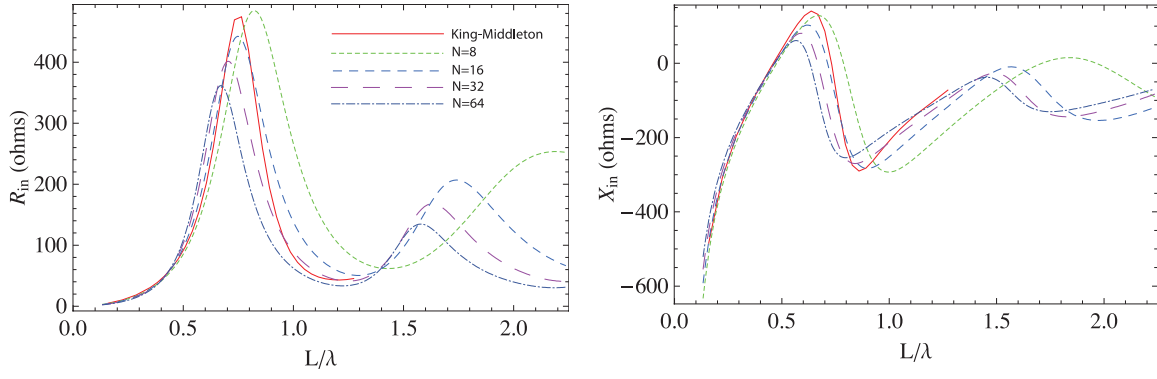 King-Middleton
N=8
N=16
N=32
N=64
400
300
200
100
0
R_in (ohms)
0.0 0.5 1.0 1.5 2.0
L/λ
0
−200
−400
−600
X_in (ohms)
0.0 0.5 1.0 1.5 2.0
L/λ